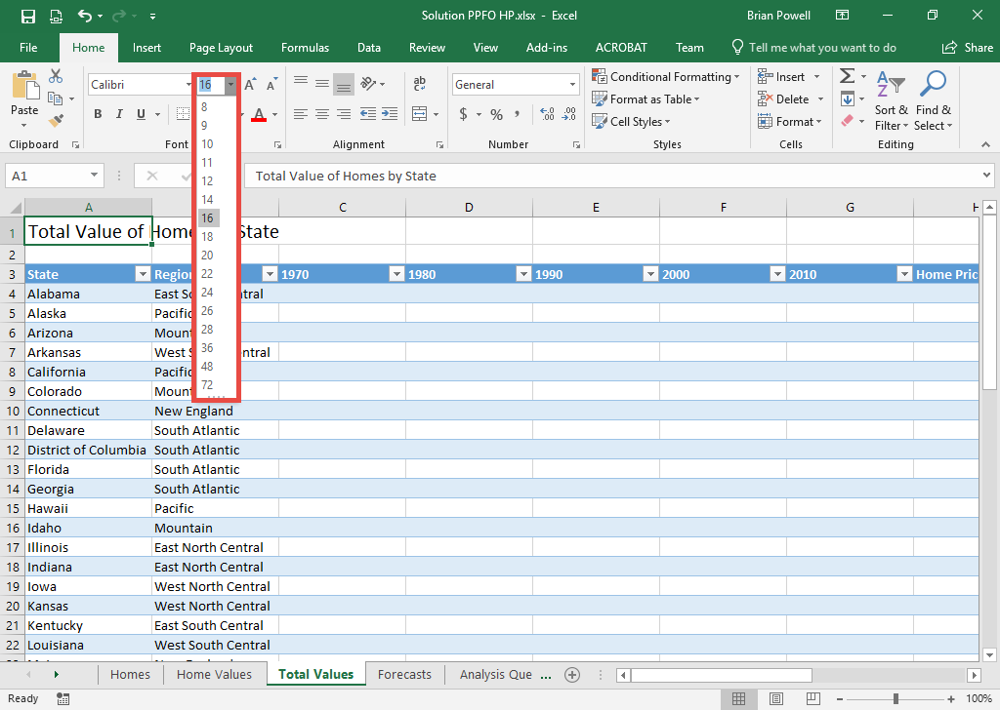 Solution PPFO HP.xlsx - Excel
Brian Powell
File Home Insert Page Layout Formulas Data Review View Add-ins ACROBAT Team Tell me what you want to do Share
Paste
Calibri 16 A A
B I U A
ab c
General
$ % , .0 .00 .00 .0
Conditional Formatting
Format as Table
Cell Styles
Insert
Delete
Format
Σ
A Z
Sort & Filter
Find & Select
Clipboard Font Alignment Number Styles Cells Editing
A1 Total Value of Homes by State
8
9
10
11
12
14
16
18
20
22
24
26
28
36
48
72
A C D E F G H
1 Total Value of Home State
2
3 State Region 1970 1980 1990 2000 2010 Home Pric
4 Alabama East So tral
5 Alaska Pacific
6 Arizona Mount
7 Arkansas West S ntral
8 California Pacific
9 Colorado Mount
10 Connecticut New England
11 Delaware South Atlantic
12 District of Columbia South Atlantic
13 Florida South Atlantic
14 Georgia South Atlantic
15 Hawaii Pacific
16 Idaho Mountain
17 Illinois East North Central
18 Indiana East North Central
19 Iowa West North Central
20 Kansas West North Central
21 Kentucky East South Central
22 Louisiana West South Central
Homes Home Values Total Values Forecasts Analysis Que ...
Ready 100%